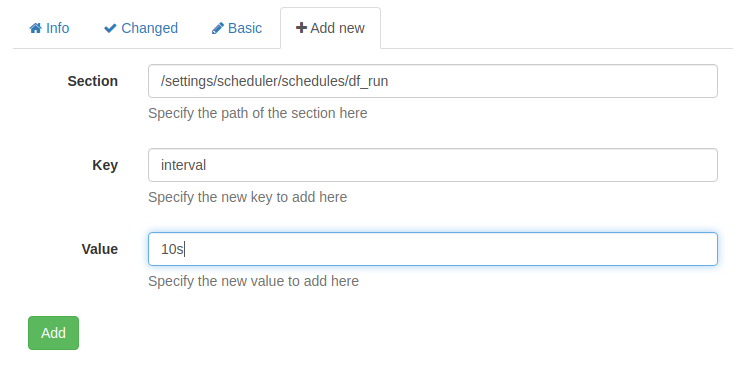 Info Changed Basic Add new
Section /settings/scheduler/schedules/df_run
Specify the path of the section here
Key interval
Specify the new key to add here
Value 10s
Specify the new value to add here
Add